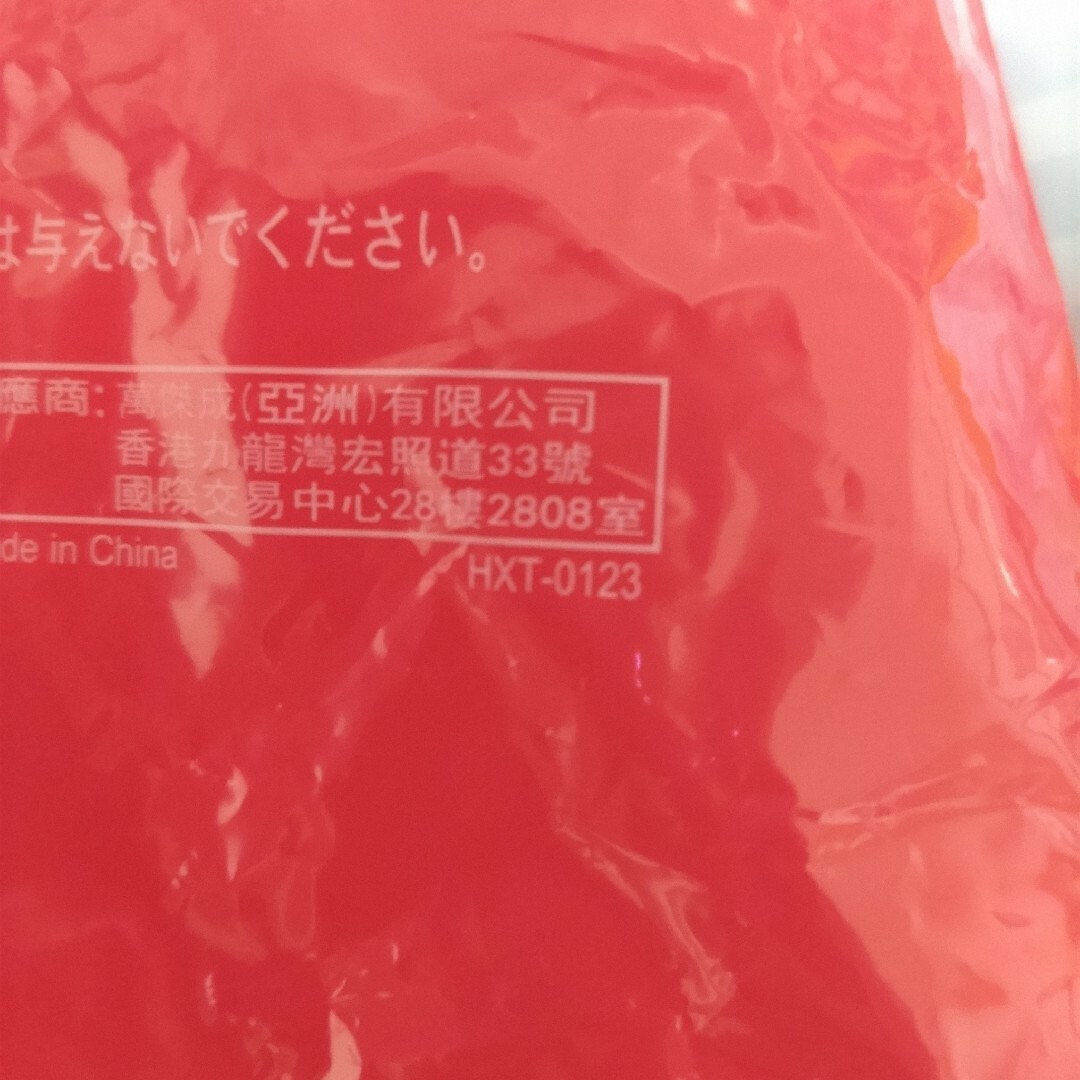 は与えないでください。
應商：萬傑成(亞洲)有限公司
香港九龍灣宏照道33號
國際交易中心28樓2808室
de in China
HXT-0123